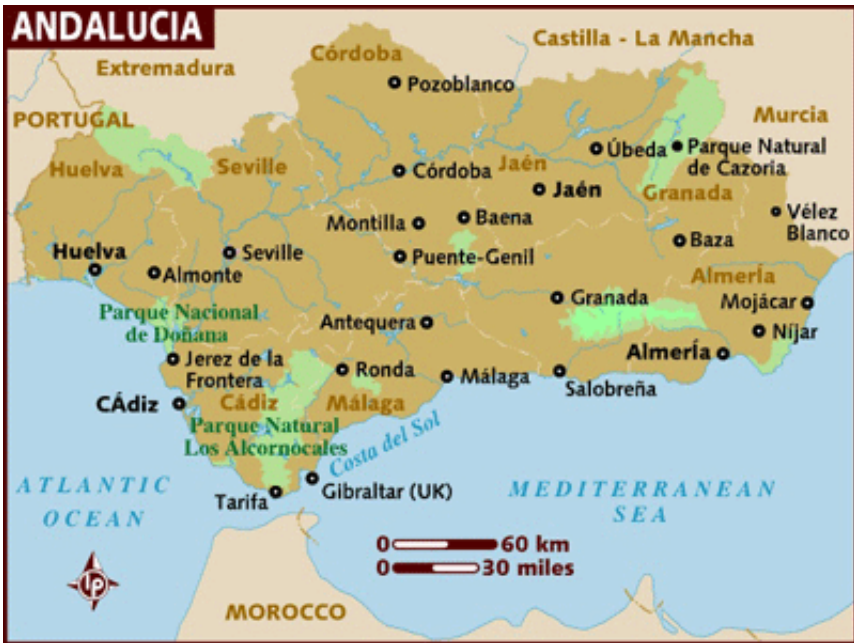 ANDALUCIA
Castilla - La Mancha
Extremadura
Córdoba
Pozoblanco
PORTUGAL
Murcia
Huelva
Seville
Córdoba
Jaén
Úbeda
Parque Natural
de Cazoria
Jaén
Granada
Montilla
Baena
Vélez
Blanco
Huelva
Seville
Puente-Genil
Baza
Almonte
Almería
Parque Nacional
de Doñana
Granada
Mojácar
Antequera
Níjar
Jerez de la
Frontera
Ronda
Málaga
Almería
Salobreña
CÁdiz
Cádiz
Málaga
Parque Natural
Los Alcornocales
Costa del Sol
ATLANTIC
OCEAN
Tarifa
Gibraltar (UK)
MEDITERRANEAN
SEA
0 60 km
0 30 miles
lp
MOROCCO